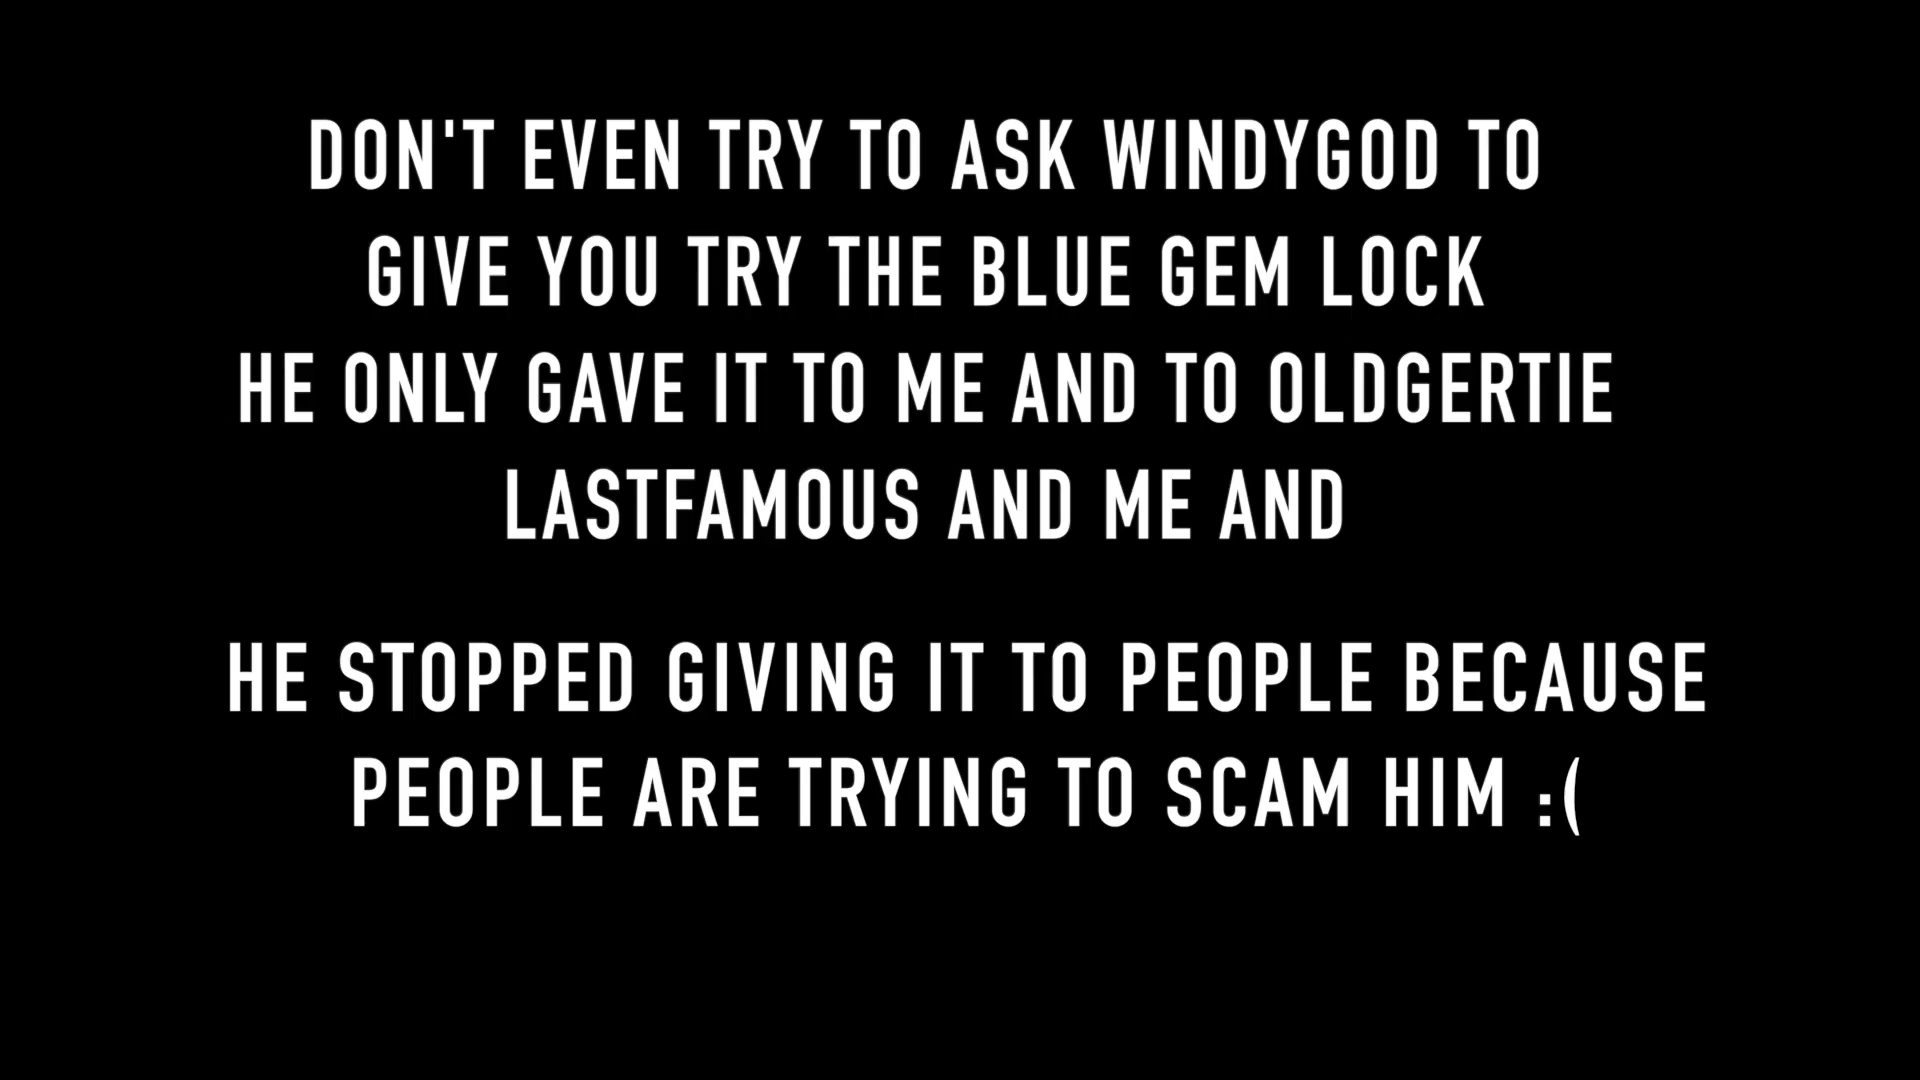 DON'T EVEN TRY TO ASK WINDYGOD TO
GIVE YOU TRY THE BLUE GEM LOCK
HE ONLY GAVE IT TO ME AND TO OLDGERTIE
LASTFAMOUS AND ME AND
HE STOPPED GIVING IT TO PEOPLE BECAUSE
PEOPLE ARE TRYING TO SCAM HIM :(